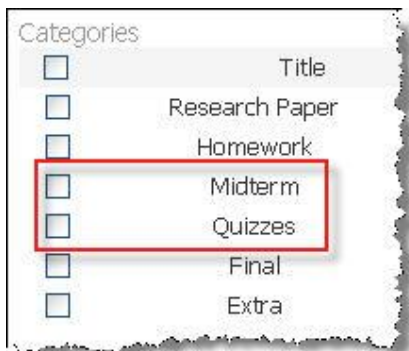 Categories
Title
Research Paper
Homework
Midterm
Quizzes
Final
Extra